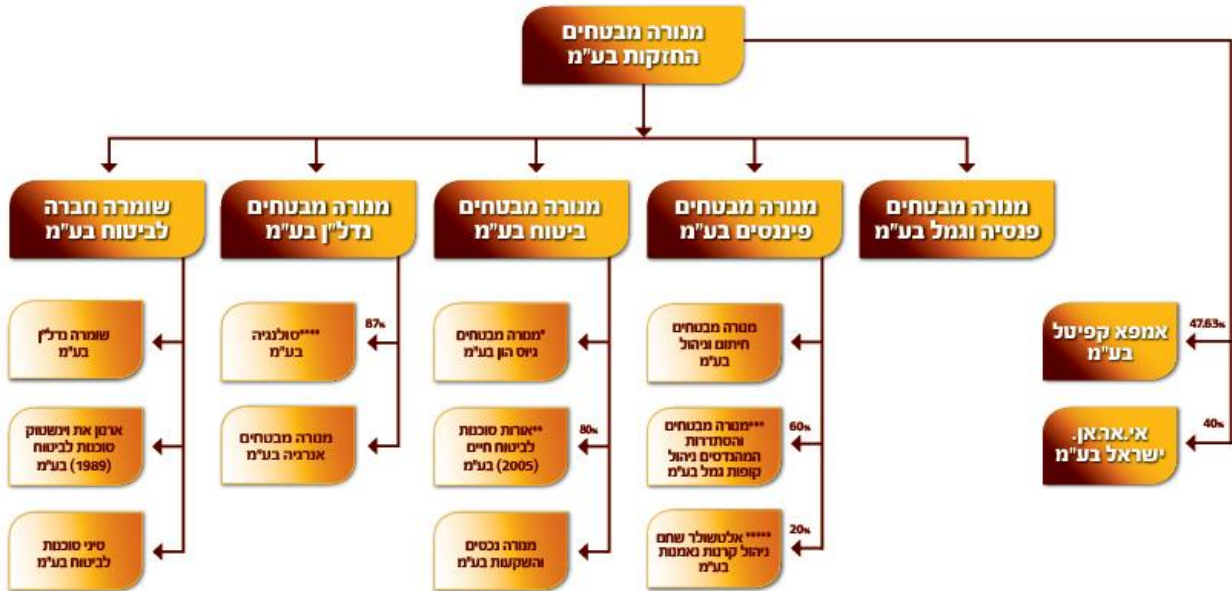 מנורה מבטחים
החזקות בע"מ
מנורה מבטחים
פנסיה וגמל בע"מ
מנורה מבטחים
פיננסים בע"מ
מנורה מבטחים
ביטוח בע"מ
מנורה מבטחים
נדל"ן בע"מ
שומרה חברה
לביטוח בע"מ
47.63%
אמפא קפיטל
בע"מ
40%
אי.אר.אן.
ישראל בע"מ
מנורה מבטחים
חיתום וניהול
בע"מ
60%
***מנורה מבטחים
והסתדרות
המהנדסים ניהול
קופות גמל בע"מ
20%
***** אלטשולר שחם
ניהול קרנות נאמנות
בע"מ
*מנורה מבטחים
גיוס הון בע"מ
80%
**אורות סוכנות
לביטוח חיים
(2005) בע"מ
מנורה נכסים
והשקעות בע"מ
87%
****סולנגיה
בע"מ
מנורה מבטחים
אנרגיה בע"מ
שומרה נדל"ן
בע"מ
ארנון את וינשטוק
סוכנות לביטוח
(1989) בע"מ
סיני סוכנות
לביטוח בע"מ